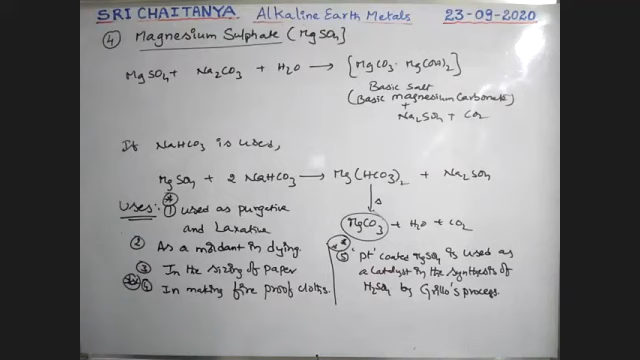 SRI CHAITANYA Alkaline Earth Metals 23-09-2020
④ Magnesium Sulphate (MgSO4]
MgSO4 + Na2CO3 + H2O → [MgCO3 · Mg(OH)2]
Basic salt
(Basic magnesium Carbonate)
+
Na2SO4 + CO2
If NaHCO3 is used,
MgSO4 + 2 NaHCO3 → Mg(HCO3)2 + Na2SO4
↓ Δ
MgCO3 + H2O + CO2
Uses:- ① Used as purgative
and Laxative
② As a mordant in dying.
③ In the sizing of paper
④ In making fire proof cloths.
⑤ 'Pt' coated MgSO4 is used as
a catalyst in the synthesis of
H2SO4 by Grillo's process.